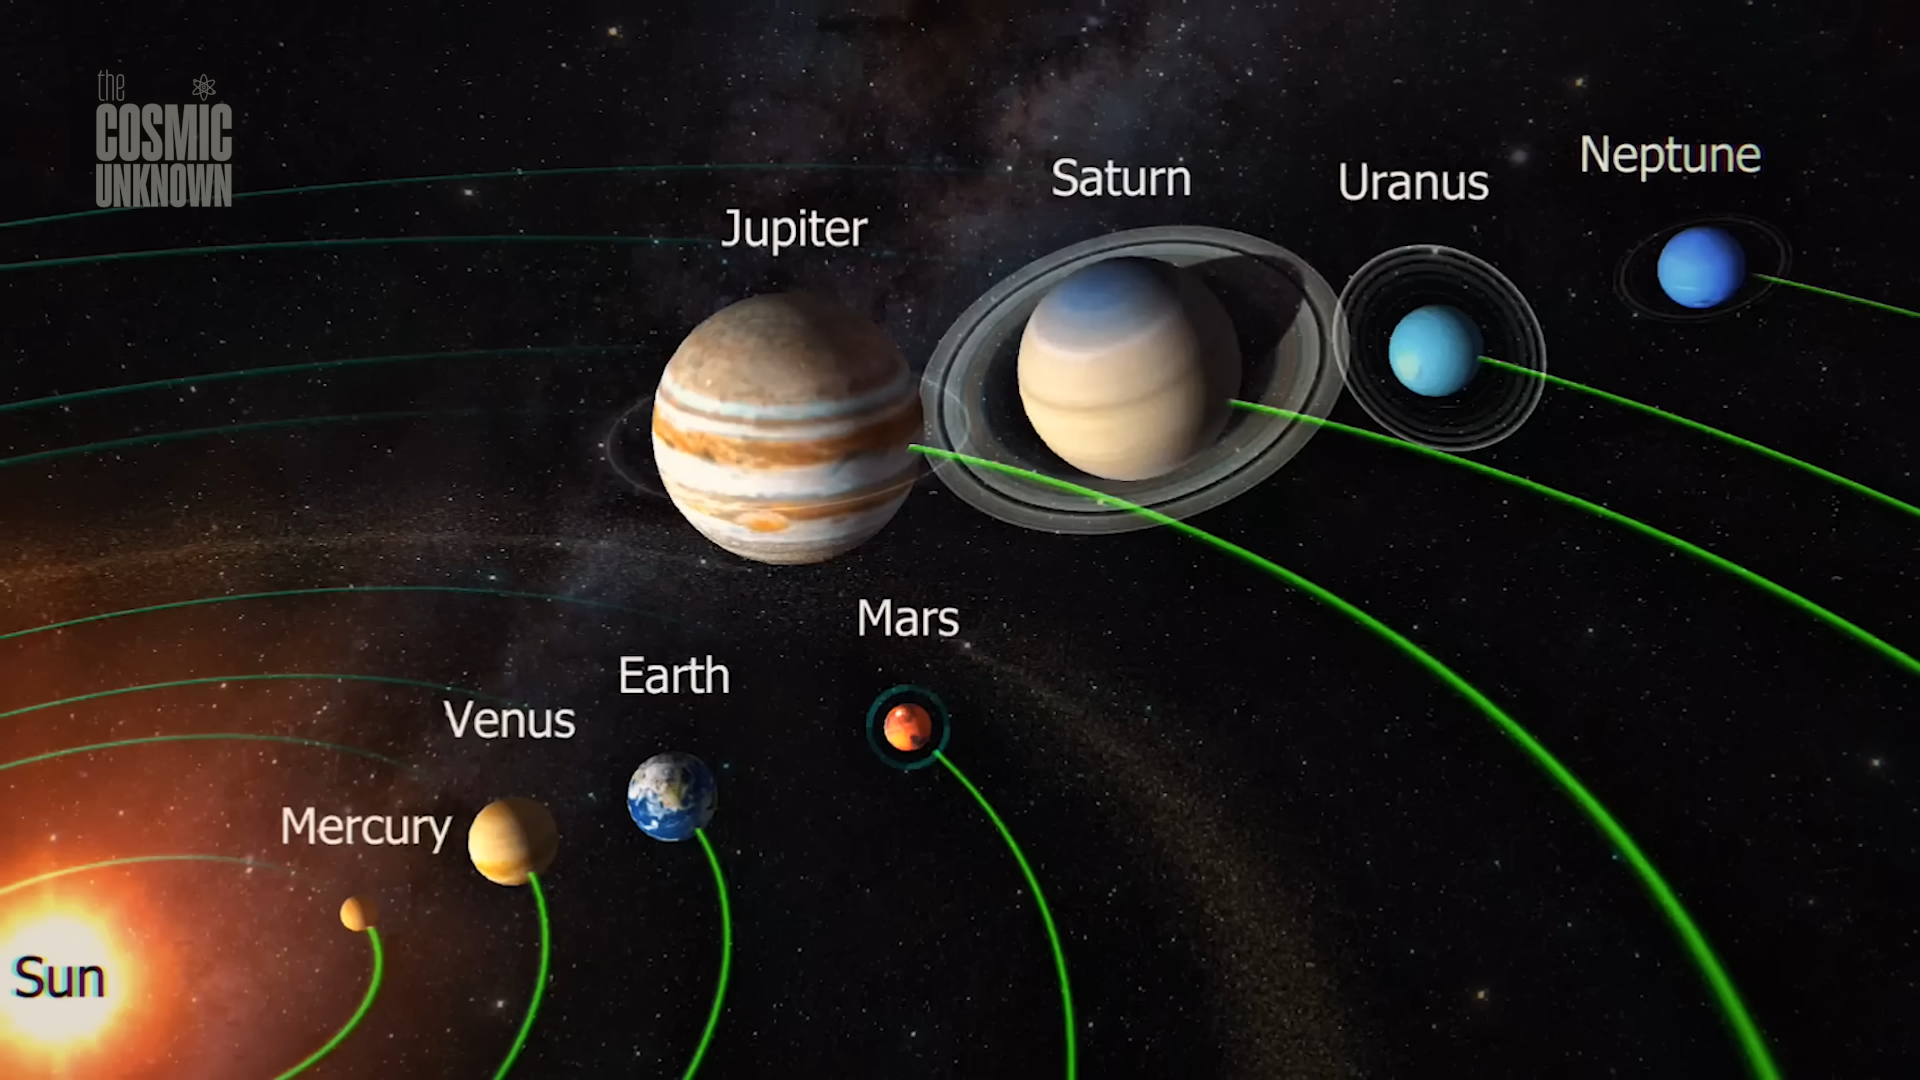 the
COSMIC
UNKNOWN
Neptune
Saturn
Uranus
Jupiter
Mars
Earth
Venus
Mercury
Sun